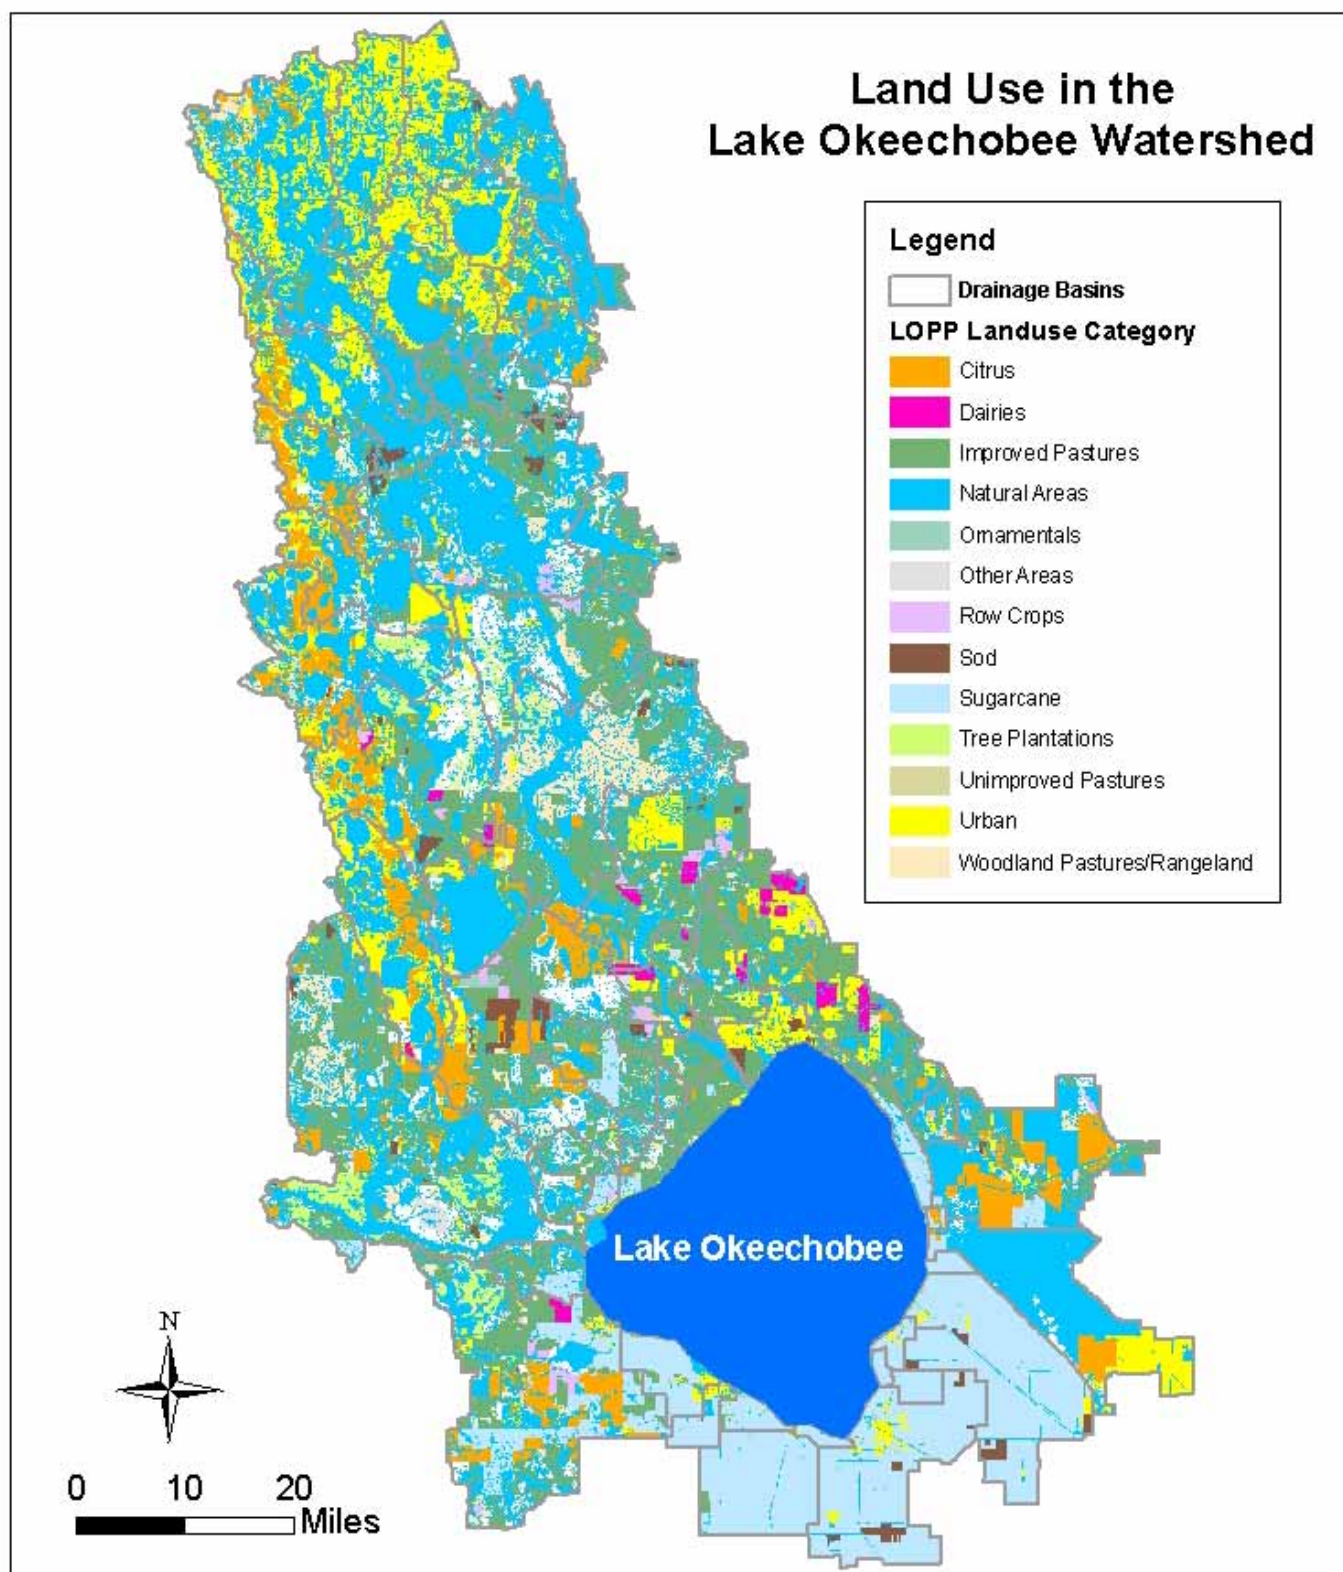 Land Use in the
Lake Okeechobee Watershed
Legend
Drainage Basins
LOPP Landuse Category
Citrus
Dairies
Improved Pastures
Natural Areas
Ornamentals
Other Areas
Row Crops
Sod
Sugarcane
Tree Plantations
Unimproved Pastures
Urban
Woodland Pastures/Rangeland
Lake Okeechobee
N
0 10 20
Miles